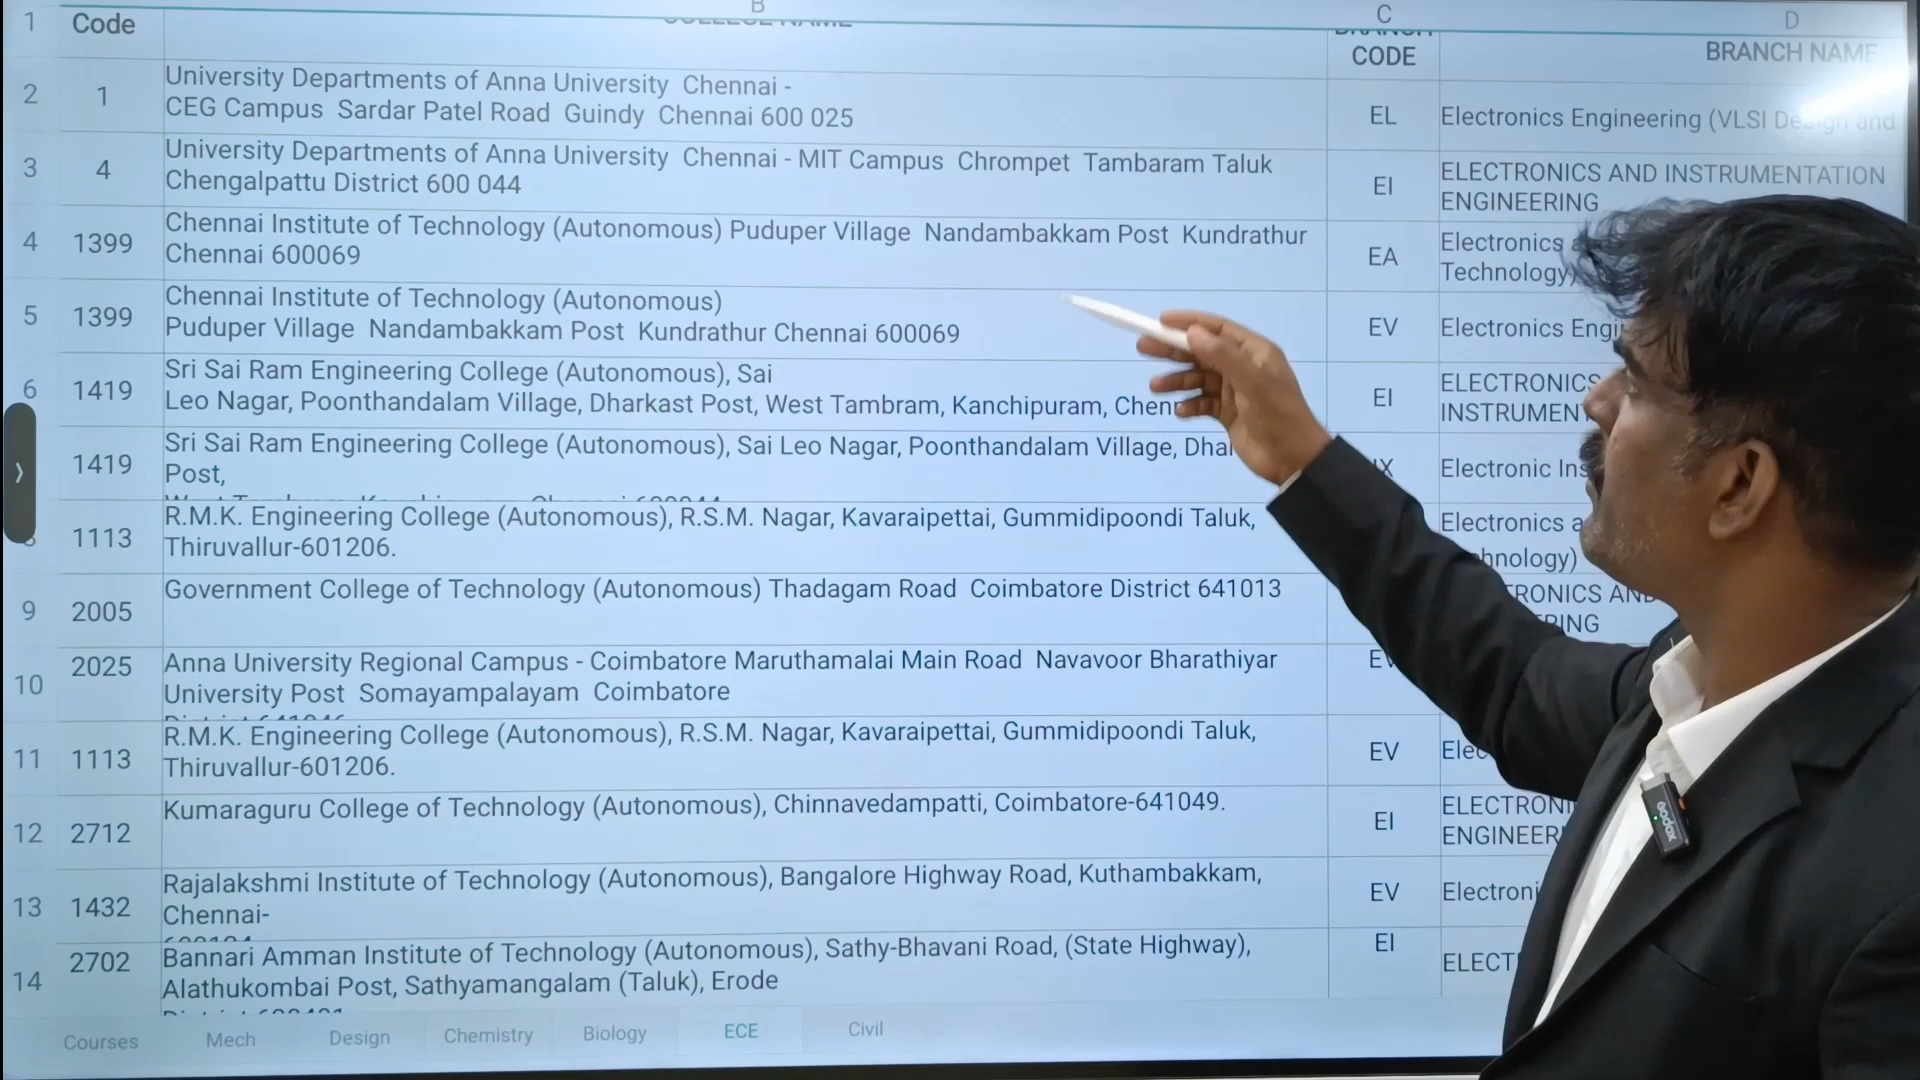 B
C
D
1 Code
CODE
BRANCH NAME
2 1 University Departments of Anna University Chennai -
CEG Campus Sardar Patel Road Guindy Chennai 600 025
EL Electronics Engineering (VLSI Design and
3 4 University Departments of Anna University Chennai - MIT Campus Chrompet Tambaram Taluk
Chengalpattu District 600 044
EI ELECTRONICS AND INSTRUMENTATION
ENGINEERING
4 1399 Chennai Institute of Technology (Autonomous) Puduper Village Nandambakkam Post Kundrathur
Chennai 600069
EA Electronics
Technology)
5 1399 Chennai Institute of Technology (Autonomous)
Puduper Village Nandambakkam Post Kundrathur Chennai 600069
EV Electronics
6 1419 Sri Sai Ram Engineering College (Autonomous), Sai
Leo Nagar, Poonthandalam Village, Dharkast Post, West Tambram, Kanchipuram,
EI ELECTRONICS
1419 Sri Sai Ram Engineering College (Autonomous), Sai Leo Nagar, Poonthandalam Village,
Post,
Electronic
1113 R.M.K. Engineering College (Autonomous), R.S.M. Nagar, Kavaraipettai, Gummidipoondi Taluk,
Thiruvallur-601206.
Electronics
9 2005 Government College of Technology (Autonomous) Thadagam Road Coimbatore District 641013
10 2025 Anna University Regional Campus - Coimbatore Maruthamalai Main Road Navavoor Bharathiyar
University Post Somayampalayam Coimbatore
EV
11 1113 R.M.K. Engineering College (Autonomous), R.S.M. Nagar, Kavaraipettai, Gummidipoondi Taluk,
Thiruvallur-601206.
EV
12 2712 Kumaraguru College of Technology (Autonomous), Chinnavedampatti, Coimbatore-641049.
EI
13 1432 Rajalakshmi Institute of Technology (Autonomous), Bangalore Highway Road, Kuthambakkam,
Chennai-
EV
14 2702 Bannari Amman Institute of Technology (Autonomous), Sathy-Bhavani Road, (State Highway),
Alathukombai Post, Sathyamangalam (Taluk), Erode
EI
Courses Mech Design Chemistry Biology ECE Civil
Godox